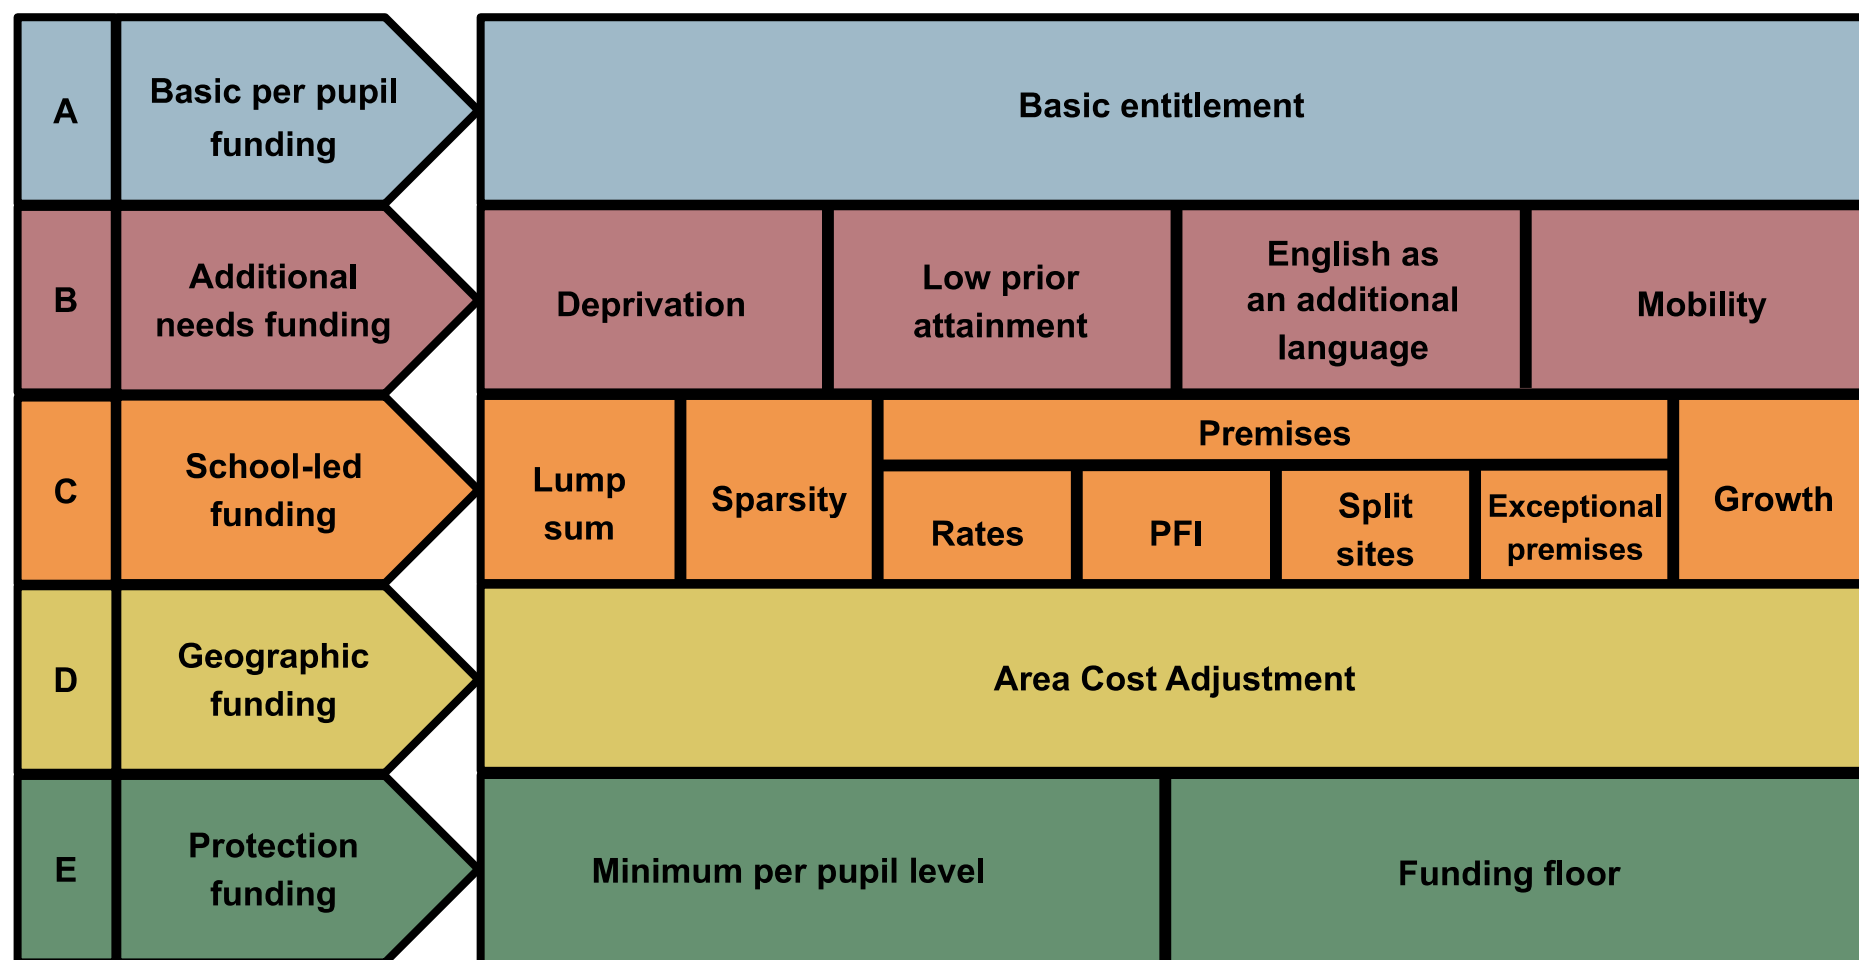 A
Basic per pupil
funding
Basic entitlement
B
Additional
needs funding
Deprivation
Low prior
attainment
English as
an additional
language
Mobility
C
School-led
funding
Lump
sum
Sparsity
Premises
Rates
PFI
Split
sites
Exceptional
premises
Growth
D
Geographic
funding
Area Cost Adjustment
E
Protection
funding
Minimum per pupil level
Funding floor